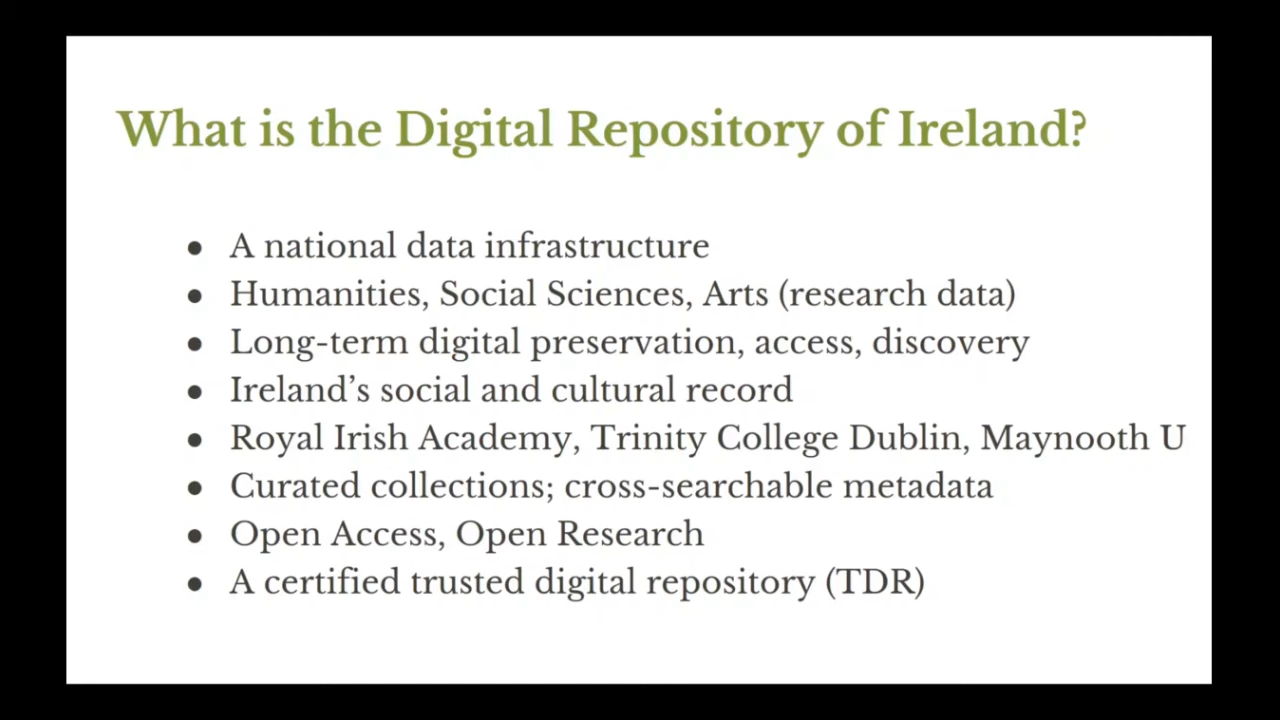 What is the Digital Repository of Ireland?
● A national data infrastructure
● Humanities, Social Sciences, Arts (research data)
● Long-term digital preservation, access, discovery
● Ireland’s social and cultural record
● Royal Irish Academy, Trinity College Dublin, Maynooth U
● Curated collections; cross-searchable metadata
● Open Access, Open Research
● A certified trusted digital repository (TDR)